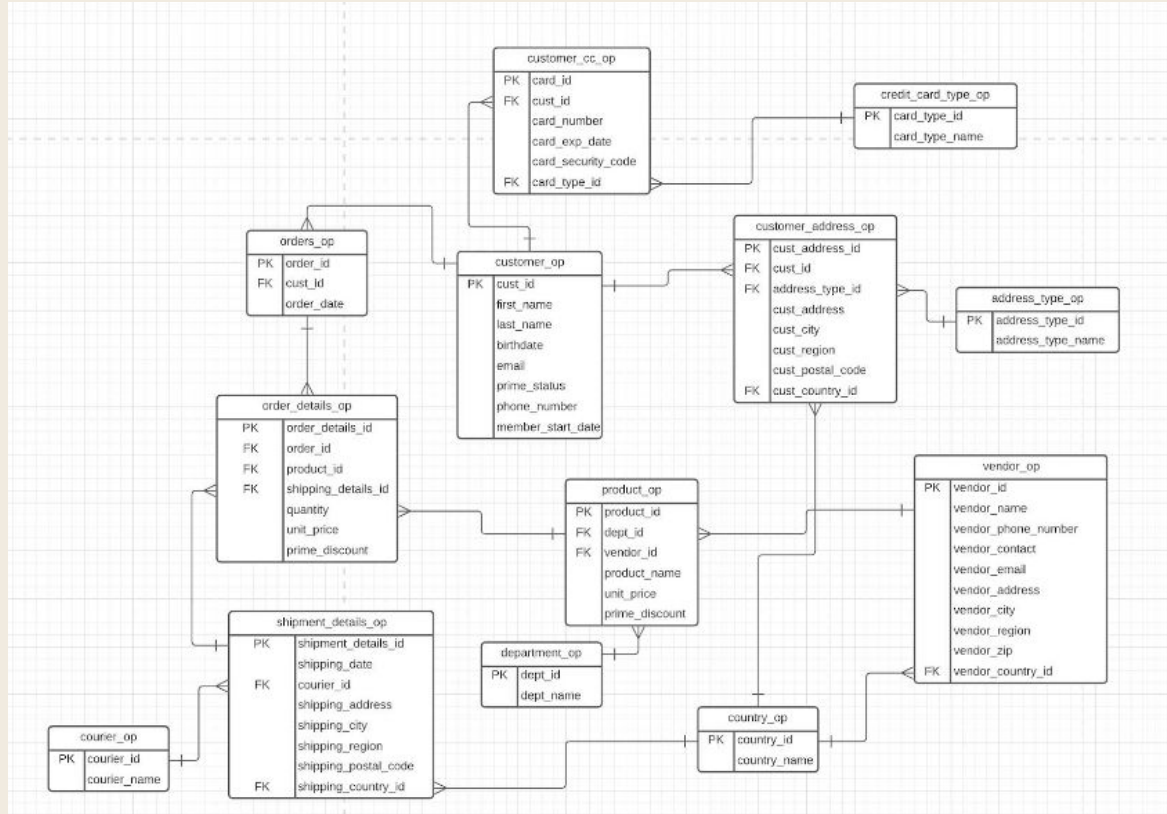 customer_cc_op
PK card_id
FK cust_id
card_number
card_exp_date
card_security_code
FK card_type_id
credit_card_type_op
PK card_type_id
card_type_name
orders_op
PK order_id
FK cust_id
order_date
customer_op
PK cust_id
first_name
last_name
birthdate
email
prime_status
phone_number
member_start_date
customer_address_op
PK cust_address_id
FK cust_id
FK address_type_id
cust_address
cust_city
cust_region
cust_postal_code
FK cust_country_id
address_type_op
PK address_type_id
address_type_name
order_details_op
PK order_details_id
FK order_id
FK product_id
FK shipping_details_id
quantity
unit_price
prime_discount
product_op
PK product_id
FK dept_id
FK vendor_id
product_name
unit_price
prime_discount
vendor_op
PK vendor_id
vendor_name
vendor_phone_number
vendor_contact
vendor_email
vendor_address
vendor_city
vendor_region
vendor_zip
FK vendor_country_id
shipment_details_op
PK shipment_details_id
shipping_date
FK courier_id
shipping_address
shipping_city
shipping_region
shipping_postal_code
FK shipping_country_id
department_op
PK dept_id
dept_name
courier_op
PK courier_id
courier_name
country_op
PK country_id
country_name